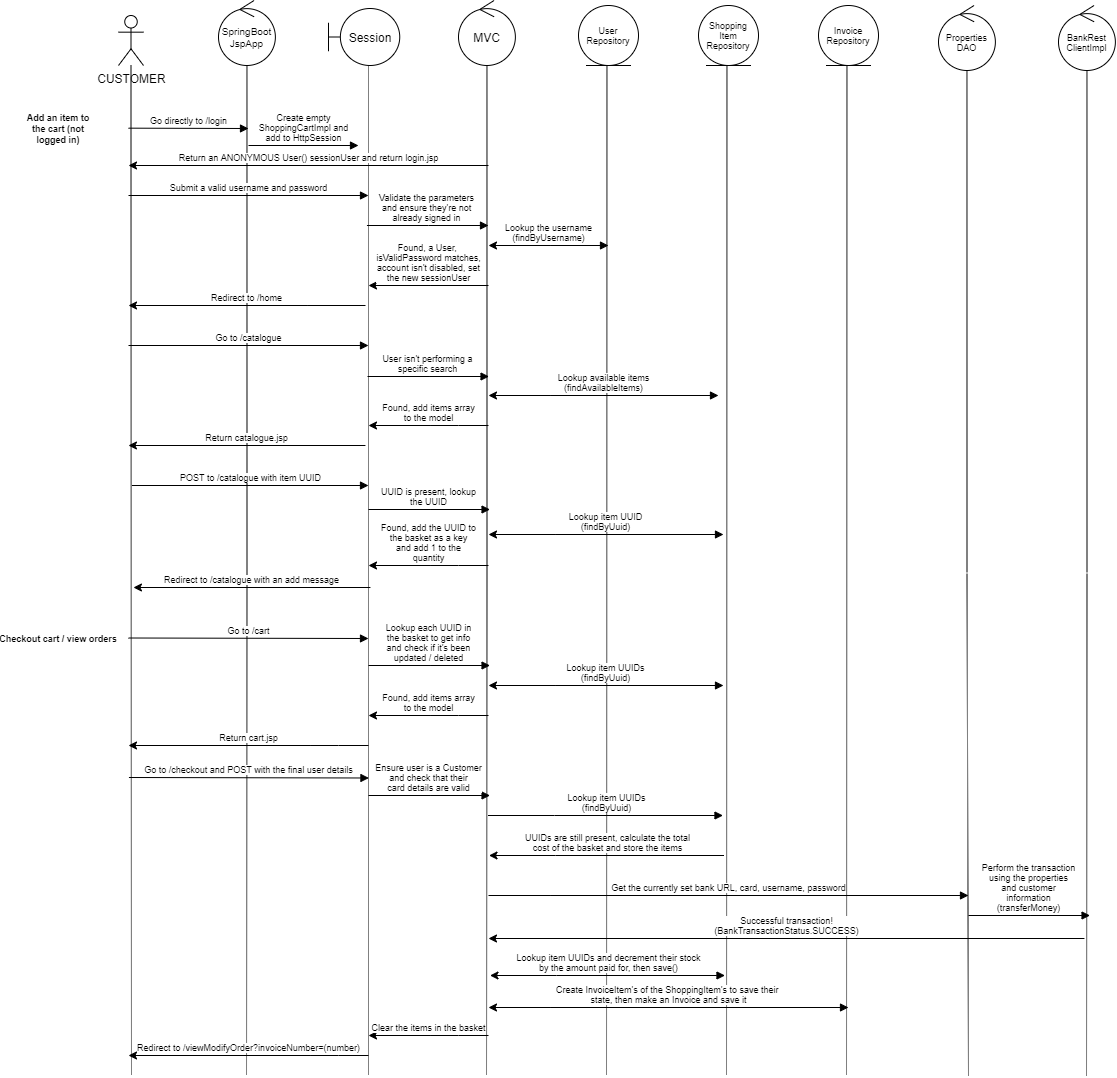 CUSTOMER
SpringBoot
JspApp
Session
MVC
User
Repository
Shopping
Item
Repository
Invoice
Repository
Properties
DAO
BankRest
ClientImpl
Add an item to
the cart (not
logged in)
Go directly to /login
Create empty
ShoppingCartImpl and
add to HttpSession
Return an ANONYMOUS User() sessionUser and return login.jsp
Submit a valid username and password
Validate the parameters
and ensure they're not
already signed in
Lookup the username
(findByUsername)
Found, a User,
isValidPassword matches,
account isn't disabled, set
the new sessionUser
Redirect to /home
Go to /catalogue
User isn't performing a
specific search
Lookup available items
(findAvailableItems)
Found, add items array
to the model
Return catalogue.jsp
POST to /catalogue with item UUID
UUID is present, lookup
the UUID
Lookup item UUID
(findByUuid)
Found, add the UUID to
the basket as a key
and add 1 to the
quantity
Redirect to /catalogue with an add message
Checkout cart / view orders
Go to /cart
Lookup each UUID in
the basket to get info
and check if it's been
updated / deleted
Lookup item UUIDs
(findByUuid)
Found, add items array
to the model
Return cart.jsp
Go to /checkout and POST with the final user details
Ensure user is a Customer
and check that their
card details are valid
Lookup item UUIDs
(findByUuid)
UUIDs are still present, calculate the total
cost of the basket and store the items
Get the currently set bank URL, card, username, password
Perform the transaction
using the properties
and customer
information
(transferMoney)
Successful transaction!
(BankTransactionStatus.SUCCESS)
Lookup item UUIDs and decrement their stock
by the amount paid for, then save()
Create InvoiceItem's of the ShoppingItem's to save their
state, then make an Invoice and save it
Clear the items in the basket
Redirect to /viewModifyOrder?invoiceNumber=(number)